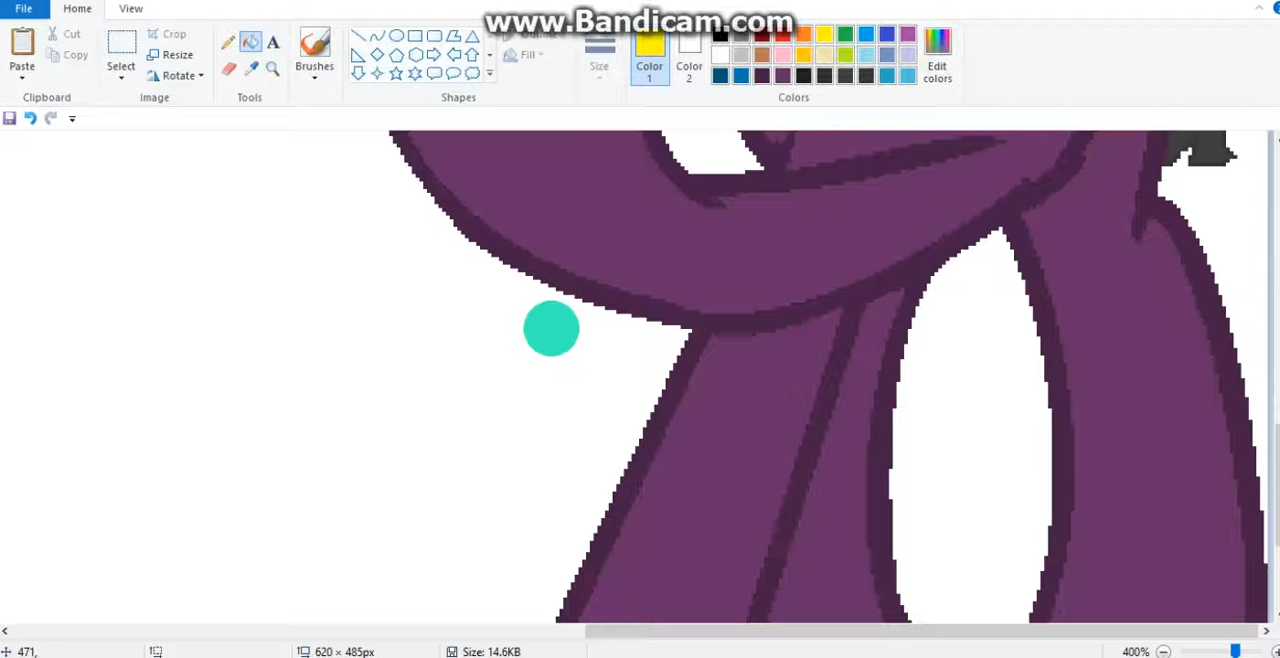 www.Bandicam.com
File Home View
Paste
Cut
Copy
Clipboard
Select
Crop
Resize
Rotate
Image
A
Tools
Brushes
Fill
Shapes
Size
Color 1
Color 2
Edit colors
Colors
471,
620 × 485px
Size: 14.6KB
400%